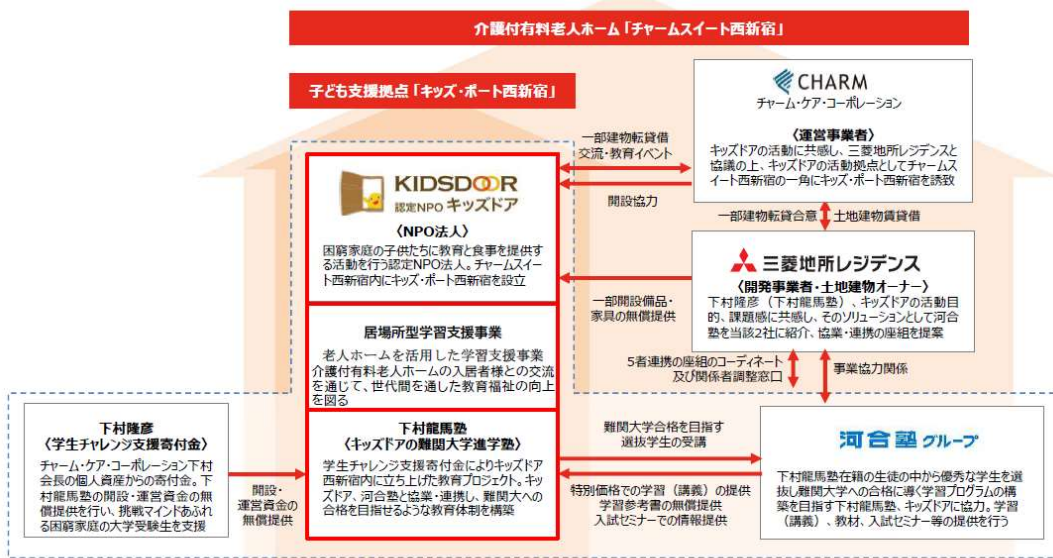 介護付有料老人ホーム「チャームスイート西新宿」
子ども支援拠点「キッズ・ポート西新宿」
CHARM
チャーム・ケア・コーポレーション
〈運営事業者〉
キッズドアの活動に共感し、三菱地所レジデンスと
協議の上、キッズドアの活動拠点としてチャームス
イート西新宿の一角にキッズ・ポート西新宿を誘致
一部建物転貸借
交流・教育イベント
開設協力
KIDSDOOR
認定NPO キッズドア
〈NPO法人〉
困窮家庭の子供たちに教育と食事を提供す
る活動を行う認定NPO法人。チャームスイー
ト西新宿内にキッズ・ポート西新宿を設立
一部建物転貸合意
土地建物賃貸借
三菱地所レジデンス
〈開発事業者・土地建物オーナー〉
下村隆彦（下村龍馬塾）、キッズドアの活動目
的、課題感に共感し、そのソリューションとして河合
塾を当該2社に紹介、協業・連携の座組を提案
一部開設備品・
家具の無償提供
居場所型学習支援事業
老人ホームを活用した学習支援事業
介護付有料老人ホームの入居者様との交流
を通じて、世代間を通した教育福祉の向上
を図る
5者連携の座組のコーディネート
及び関係者調整窓口
事業協力関係
下村隆彦
〈学生チャレンジ支援寄付金〉
チャーム・ケア・コーポレーション下村
会長の個人資産からの寄付金。下
村龍馬塾の開設・運営資金の無
償提供を行い、挑戦マインドあふれ
る困窮家庭の大学受験生を支援
開設・
運営資金の
無償提供
下村龍馬塾
〈キッズドアの難関大学進学塾〉
学生チャレンジ支援寄付金によりキッズドア
西新宿内に立ち上げた教育プロジェクト。キッ
ズドア、河合塾と協業・連携し、難関大への
合格を目指せるような教育体制を構築
難関大学合格を目指す
選抜学生の受講
特別価格での学習（講義）の提供
学習参考書の無償提供
入試セミナーでの情報提供
河合塾グループ
下村龍馬塾在籍の生徒の中から優秀な学生を選
抜し難関大学への合格に導く学習プログラムの構
築を目指す下村龍馬塾、キッズドアに協力。学習
（講義）、教材、入試セミナー等の提供を行う